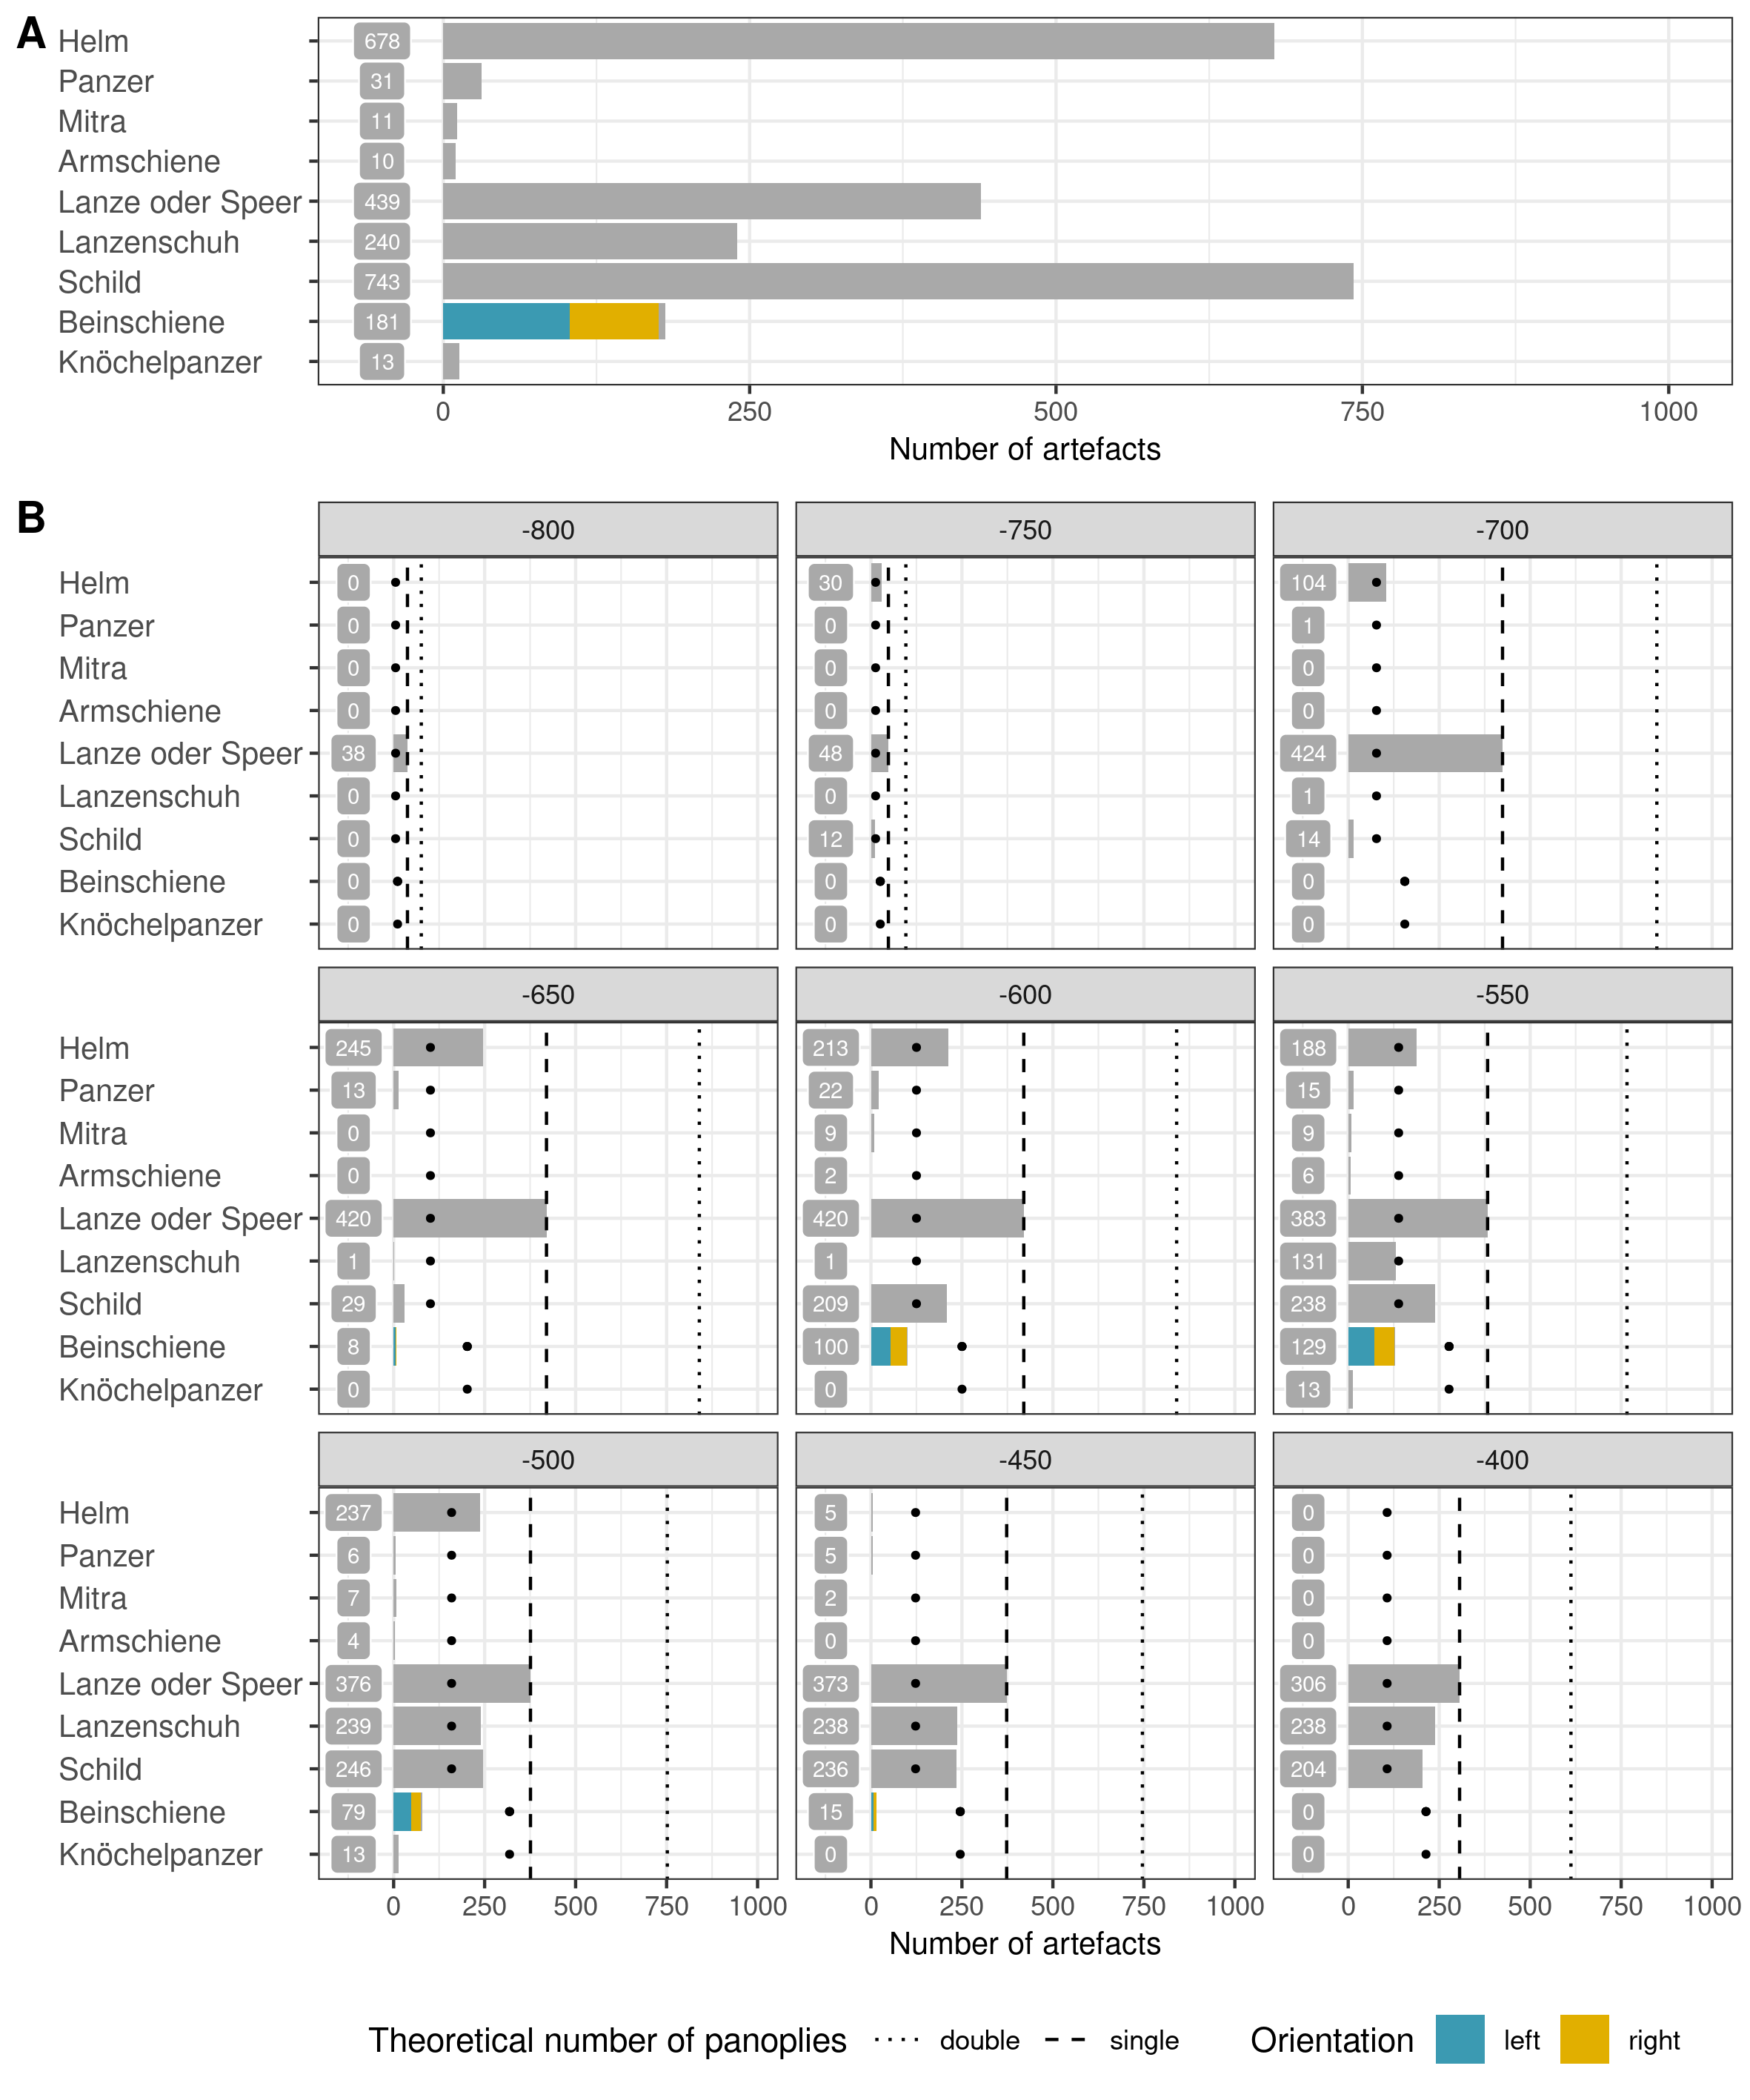 A
Helm 678
Panzer 31
Mitra 11
Armschiene 10
Lanze oder Speer 439
Lanzenschuh 240
Schild 743
Beinschiene 181
Knöchelpanzer 13
0 250 500 750 1000
Number of artefacts
B
-800 -750 -700
Helm 0 30 104
Panzer 0 0 1
Mitra 0 0 0
Armschiene 0 0 0
Lanze oder Speer 38 48 424
Lanzenschuh 0 0 1
Schild 0 12 14
Beinschiene 0 0 0
Knöchelpanzer 0 0 0
-650 -600 -550
Helm 245 213 188
Panzer 13 22 15
Mitra 0 9 9
Armschiene 0 2 6
Lanze oder Speer 420 420 383
Lanzenschuh 1 1 131
Schild 29 209 238
Beinschiene 8 100 129
Knöchelpanzer 0 0 13
-500 -450 -400
Helm 237 5 0
Panzer 6 5 0
Mitra 7 2 0
Armschiene 4 0 0
Lanze oder Speer 376 373 306
Lanzenschuh 239 238 238
Schild 246 236 204
Beinschiene 79 15 0
Knöchelpanzer 13 0 0
0 250 500 750 1000 0 250 500 750 1000 0 250 500 750 1000
Number of artefacts
Theoretical number of panoplies double single Orientation left right